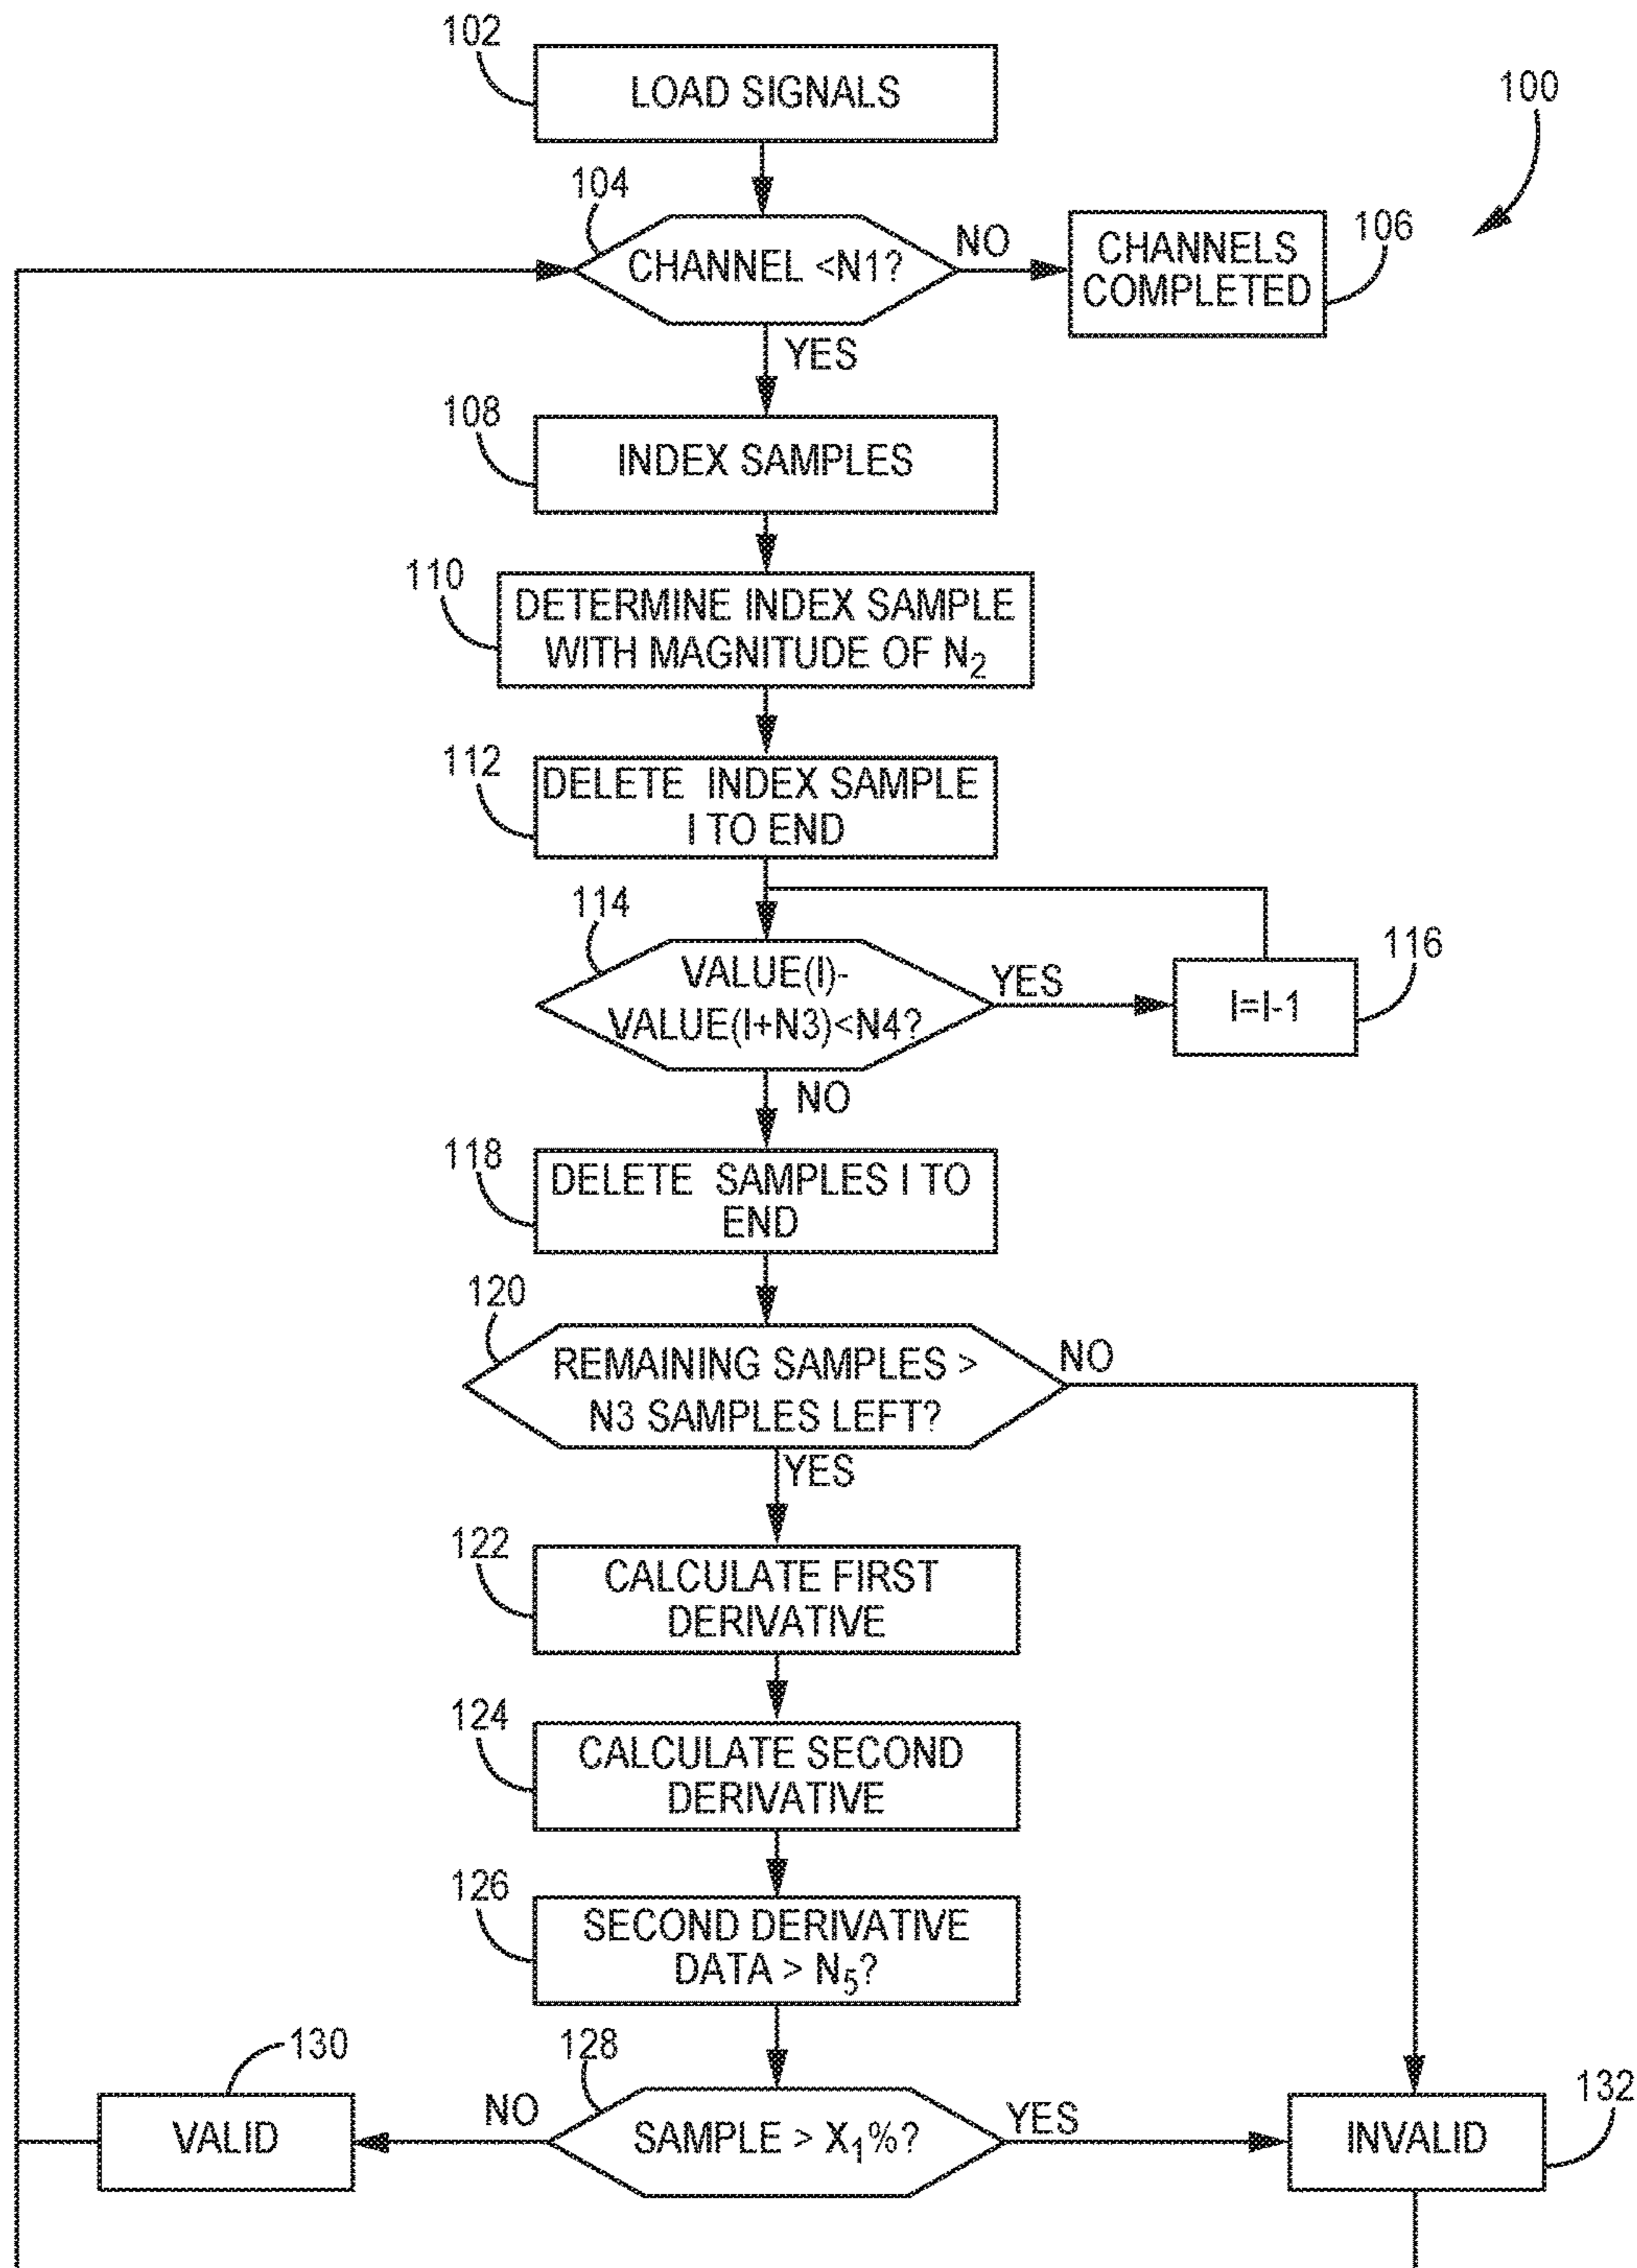 102
LOAD SIGNALS
100
104
CHANNEL <N1?
NO
CHANNELS
COMPLETED
106
YES
108
INDEX SAMPLES
110
DETERMINE INDEX SAMPLE
WITH MAGNITUDE OF N2
112
DELETE INDEX SAMPLE
I TO END
114
VALUE(I)-
VALUE(I+N3)<N4?
YES
I=I-1
116
NO
118
DELETE SAMPLES I TO
END
120
REMAINING SAMPLES >
N3 SAMPLES LEFT?
NO
YES
122
CALCULATE FIRST
DERIVATIVE
124
CALCULATE SECOND
DERIVATIVE
126
SECOND DERIVATIVE
DATA > N5?
130
VALID
NO
128
SAMPLE > X1%?
YES
INVALID
132